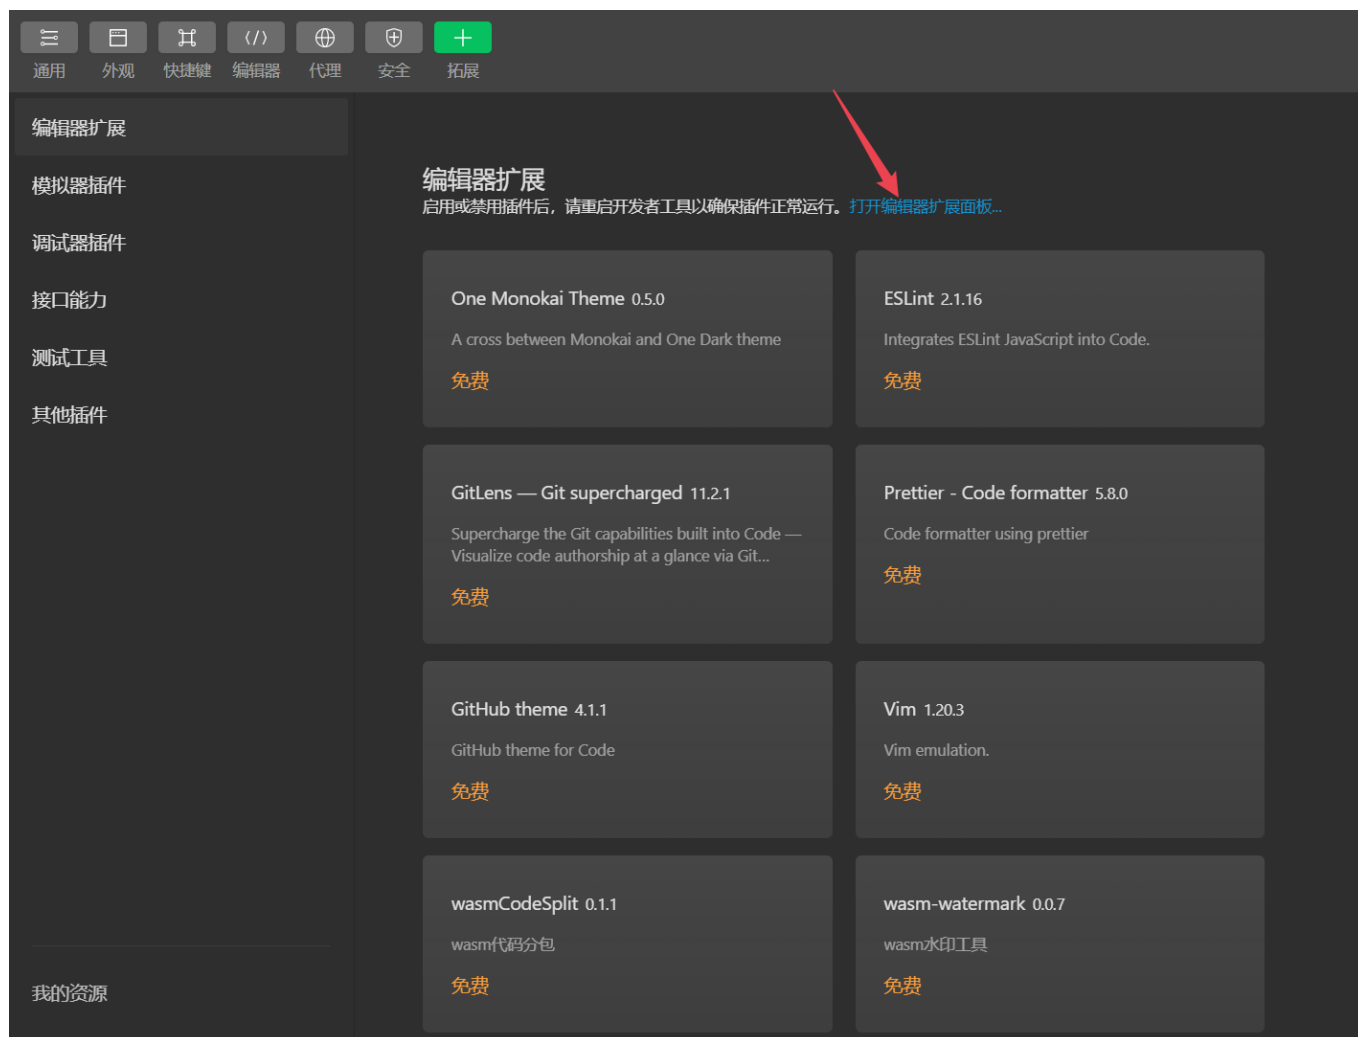 通用
外观
快捷键
编辑器
代理
安全
拓展
编辑器扩展
模拟器插件
调试器插件
接口能力
测试工具
其他插件
我的资源
编辑器扩展
启用或禁用插件后，请重启开发者工具以确保插件正常运行。打开编辑器扩展面板...
One Monokai Theme 0.5.0
A cross between Monokai and One Dark theme
免费
ESLint 2.1.16
Integrates ESLint JavaScript into Code.
免费
GitLens — Git supercharged 11.2.1
Supercharge the Git capabilities built into Code —
Visualize code authorship at a glance via Git...
免费
Prettier - Code formatter 5.8.0
Code formatter using prettier
免费
GitHub theme 4.1.1
GitHub theme for Code
免费
Vim 1.20.3
Vim emulation.
免费
wasmCodeSplit 0.1.1
wasm代码分包
免费
wasm-watermark 0.0.7
wasm水印工具
免费